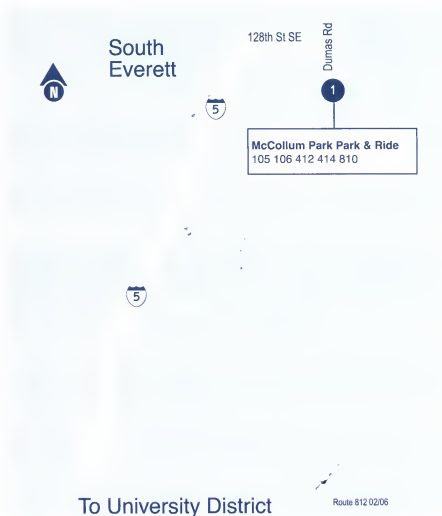 South
Everett
128th St SE
Dumas Rd
N
1
5
McCollum Park Park & Ride
105 106 412 414 810
5
To University District
Route 812 02/06